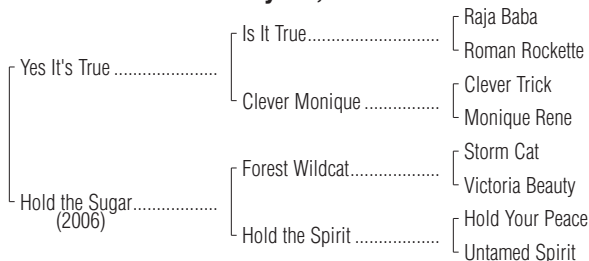 Raja Baba
Is It True..........................
Roman Rockette
Yes It's True .....................
Clever Trick
Clever Monique ...............
Monique Rene
Storm Cat
Forest Wildcat..................
Victoria Beauty
Hold the Sugar.................
(2006)
Hold Your Peace
Hold the Spirit .................
Untamed Spirit